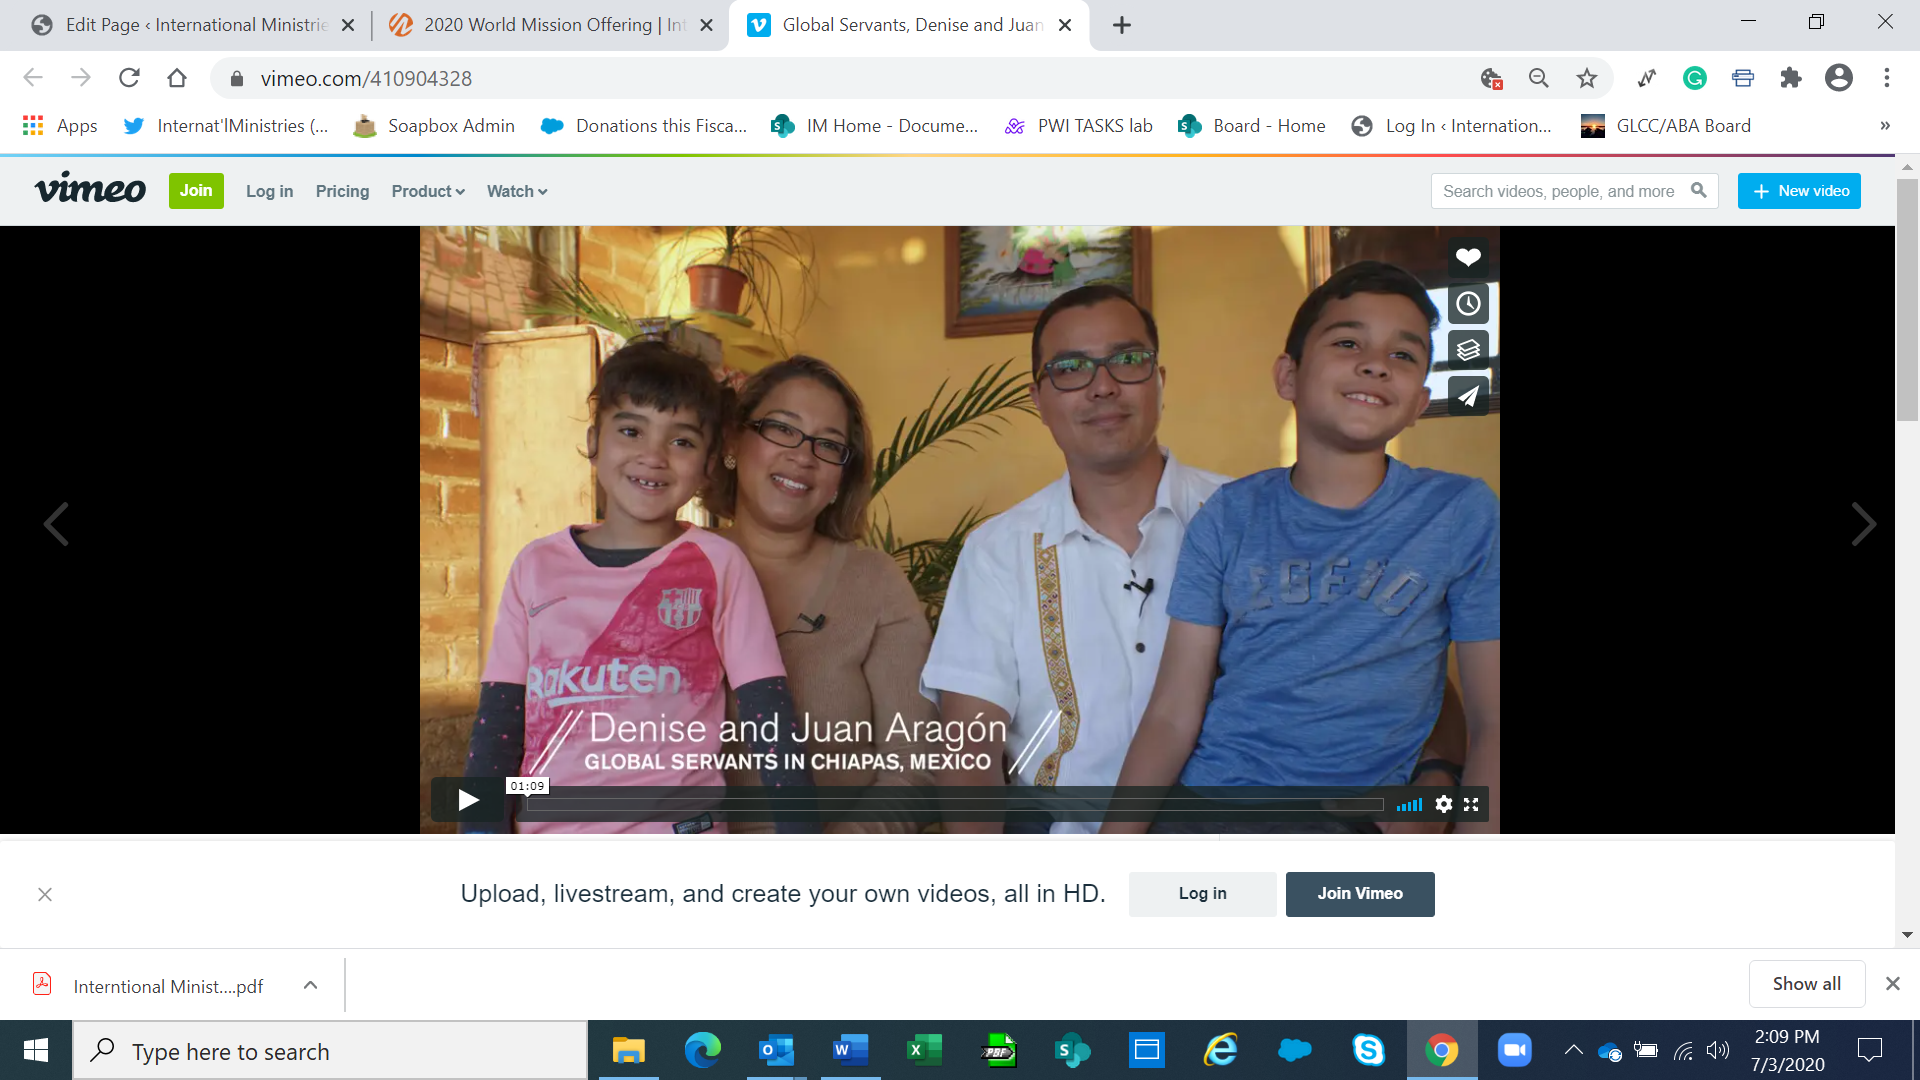 Edit Page ‹ International Ministrie
2020 World Mission Offering | Int
Global Servants, Denise and Juan
vimeo.com/410904328
Apps
Internat'lMinistries (...
Soapbox Admin
Donations this Fisca...
IM Home - Docume...
PWI TASKS lab
Board - Home
Log In ‹ Internation...
GLCC/ABA Board
»
vimeo
Join
Log in
Pricing
Product
Watch
Search videos, people, and more
+ New video
LEGEND
Rakuten
Denise and Juan Aragón
GLOBAL SERVANTS IN CHIAPAS, MEXICO
01:09
Upload, livestream, and create your own videos, all in HD.
Log in
Join Vimeo
Interntional Minist....pdf
Show all
Type here to search
2:09 PM
7/3/2020